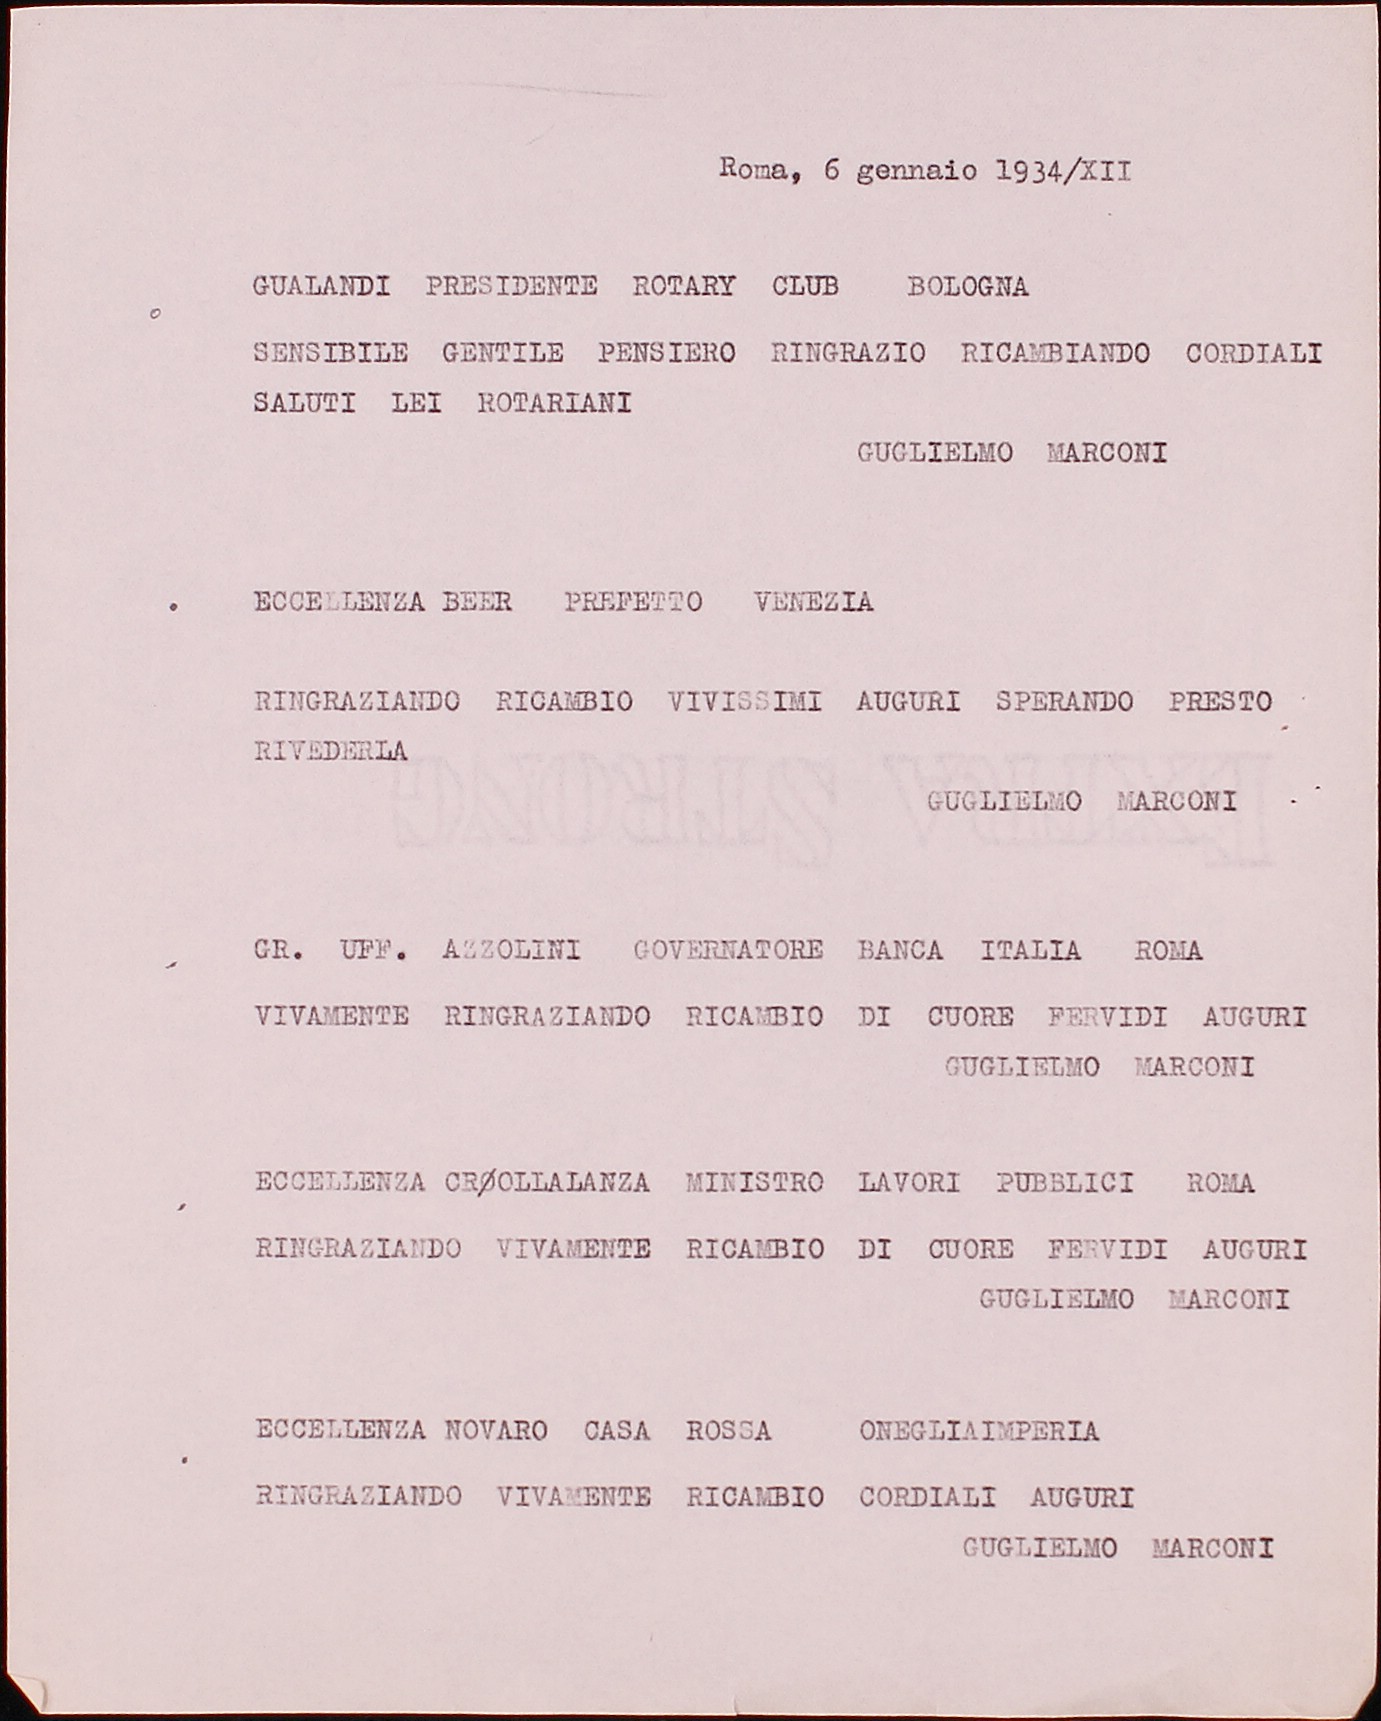 Roma, 6 gennaio 1934/XII
GUALANDI PRESIDENTE ROTARY CLUB BOLOGNA
SENSIBILE GENTILE PENSIERO RINGRAZIO RICAMBIANDO CORDIALI
SALUTI LEI ROTARIANI
GUGLIELMO MARCONI
ECCELLENZA BEER PREFETTO VENEZIA
RINGRAZIANDO RICAMBIO VIVISSIMI AUGURI SPERANDO PRESTO
RIVEDERLA
GUGLIELMO MARCONI
GR. UFF. AZZOLINI GOVERNATORE BANCA ITALIA ROMA
VIVAMENTE RINGRAZIANDO RICAMBIO DI CUORE FERVIDI AUGURI
GUGLIELMO MARCONI
ECCELLENZA CRØOLLALANZA MINISTRO LAVORI PUBBLICI ROMA
RINGRAZIANDO VIVAMENTE RICAMBIO DI CUORE FERVIDI AUGURI
GUGLIELMO MARCONI
ECCELLENZA NOVARO CASA ROSSA ONEGLIAIMPERIA
RINGRAZIANDO VIVAMENTE RICAMBIO CORDIALI AUGURI
GUGLIELMO MARCONI